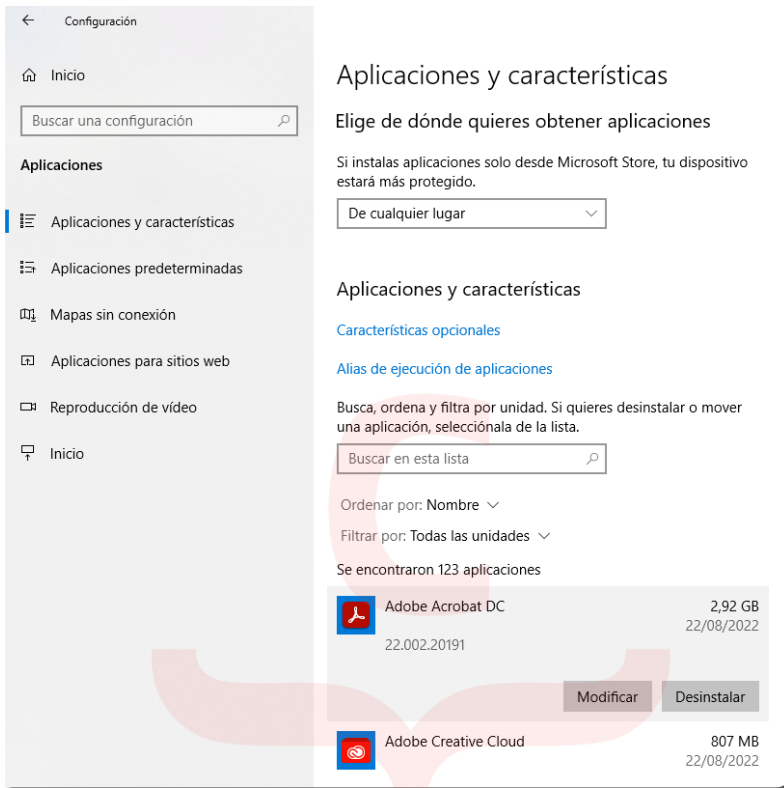 Configuración
Inicio
Buscar una configuración
Aplicaciones
Aplicaciones y características
Aplicaciones predeterminadas
Mapas sin conexión
Aplicaciones para sitios web
Reproducción de vídeo
Inicio
Aplicaciones y características
Elige de dónde quieres obtener aplicaciones
Si instalas aplicaciones solo desde Microsoft Store, tu dispositivo
estará más protegido.
De cualquier lugar
Aplicaciones y características
Características opcionales
Alias de ejecución de aplicaciones
Busca, ordena y filtra por unidad. Si quieres desinstalar o mover
una aplicación, selecciónala de la lista.
Buscar en esta lista
Ordenar por: Nombre
Filtrar por: Todas las unidades
Se encontraron 123 aplicaciones
Adobe Acrobat DC 2,92 GB
22/08/2022
22.002.20191
Modificar Desinstalar
Adobe Creative Cloud 807 MB
22/08/2022